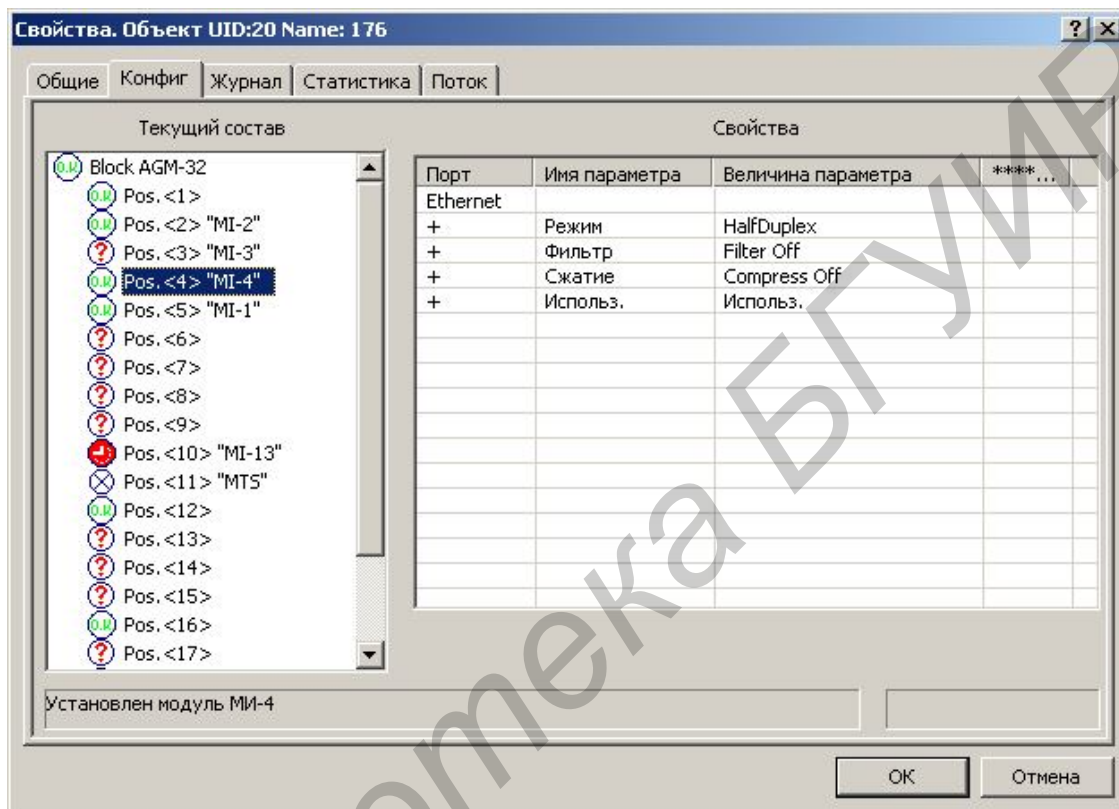 Свойства. Объект UID:20 Name: 176
Общие Конфиг Журнал Статистика Поток
Текущий состав
Block AGM-32
Pos.<1>
Pos.<2> "MI-2"
Pos.<3> "MI-3"
Pos.<4> "MI-4"
Pos.<5> "MI-1"
Pos.<6>
Pos.<7>
Pos.<8>
Pos.<9>
Pos.<10> "MI-13"
Pos.<11> "MTS"
Pos.<12>
Pos.<13>
Pos.<14>
Pos.<15>
Pos.<16>
Pos.<17>
Свойства
Порт Имя параметра Величина параметра ****...
Ethernet
+ Режим HalfDuplex
+ Фильтр Filter Off
+ Сжатие Compress Off
+ Использ. Использ.
Установлен модуль МИ-4
OK Отмена
отека БГУИР